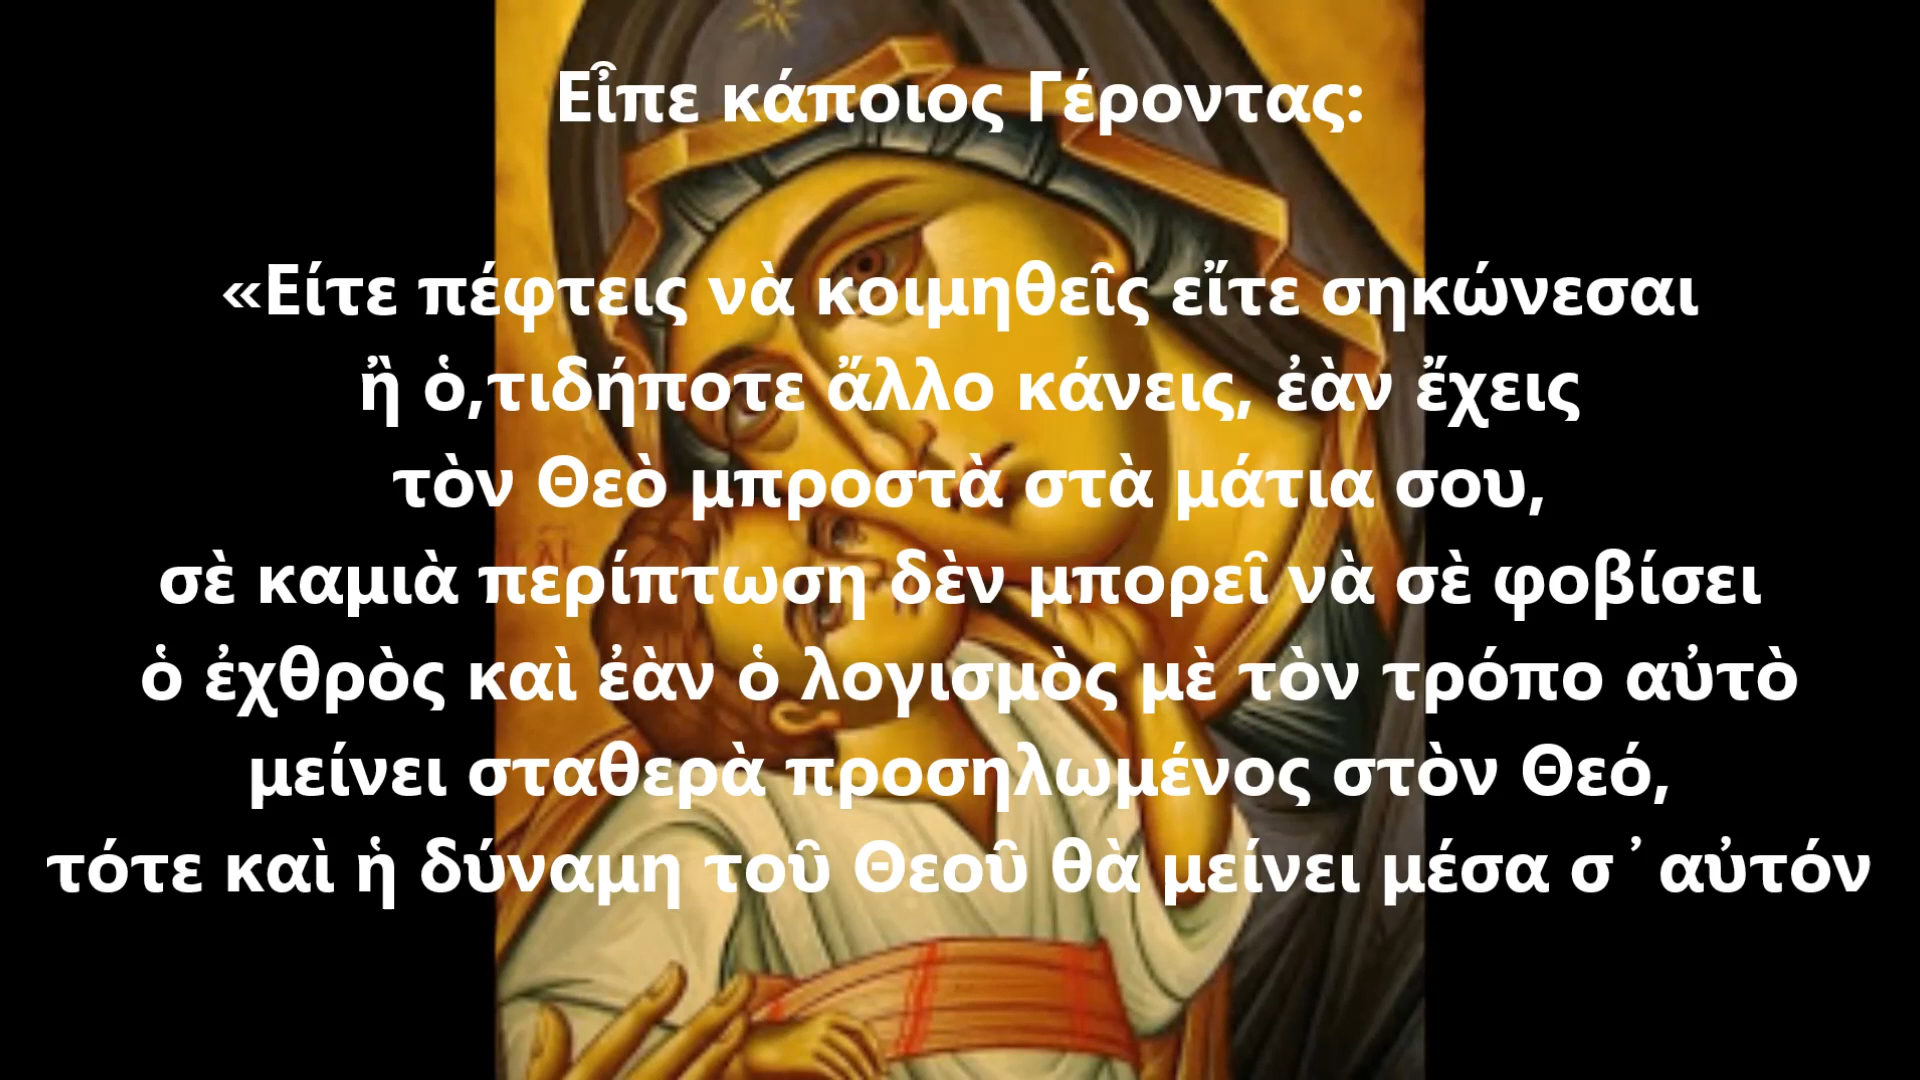 Εἶπε κάποιος Γέροντας:
«Είτε πέφτεις νὰ κοιμηθεῖς εἴτε σηκώνεσαι
ἢ ὁ,τιδήποτε ἄλλο κάνεις, ἐὰν ἔχεις
τὸν Θεὸ μπροστὰ στὰ μάτια σου,
σὲ καμιὰ περίπτωση δὲν μπορεῖ νὰ σὲ φοβίσει
ὁ ἐχθρὸς καὶ ἐὰν ὁ λογισμὸς μὲ τὸν τρόπο αὐτὸ
μείνει σταθερὰ προσηλωμένος στὸν Θεό,
τότε καὶ ἡ δύναμη τοῦ Θεοῦ θὰ μείνει μέσα σ᾿ αὐτόν